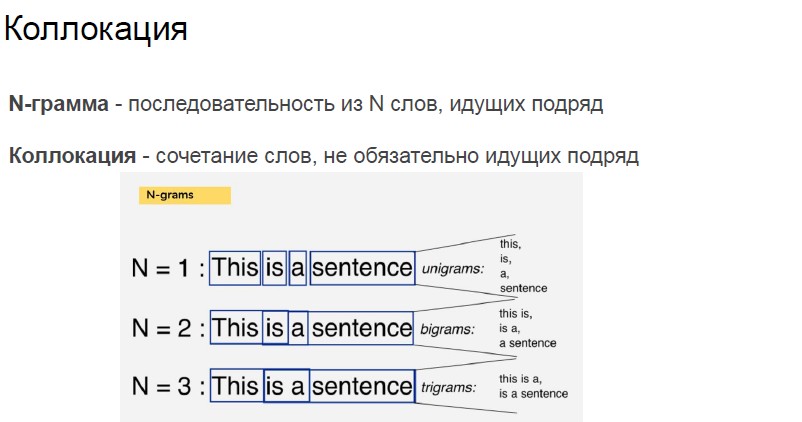 Коллокация
N-грамма - последовательность из N слов, идущих подряд
Коллокация - сочетание слов, не обязательно идущих подряд
N-grams
N = 1 : This is a sentence unigrams: this,
is,
a,
sentence
N = 2 : This is a sentence bigrams: this is,
is a,
a sentence
N = 3 : This is a sentence trigrams: this is a,
is a sentence